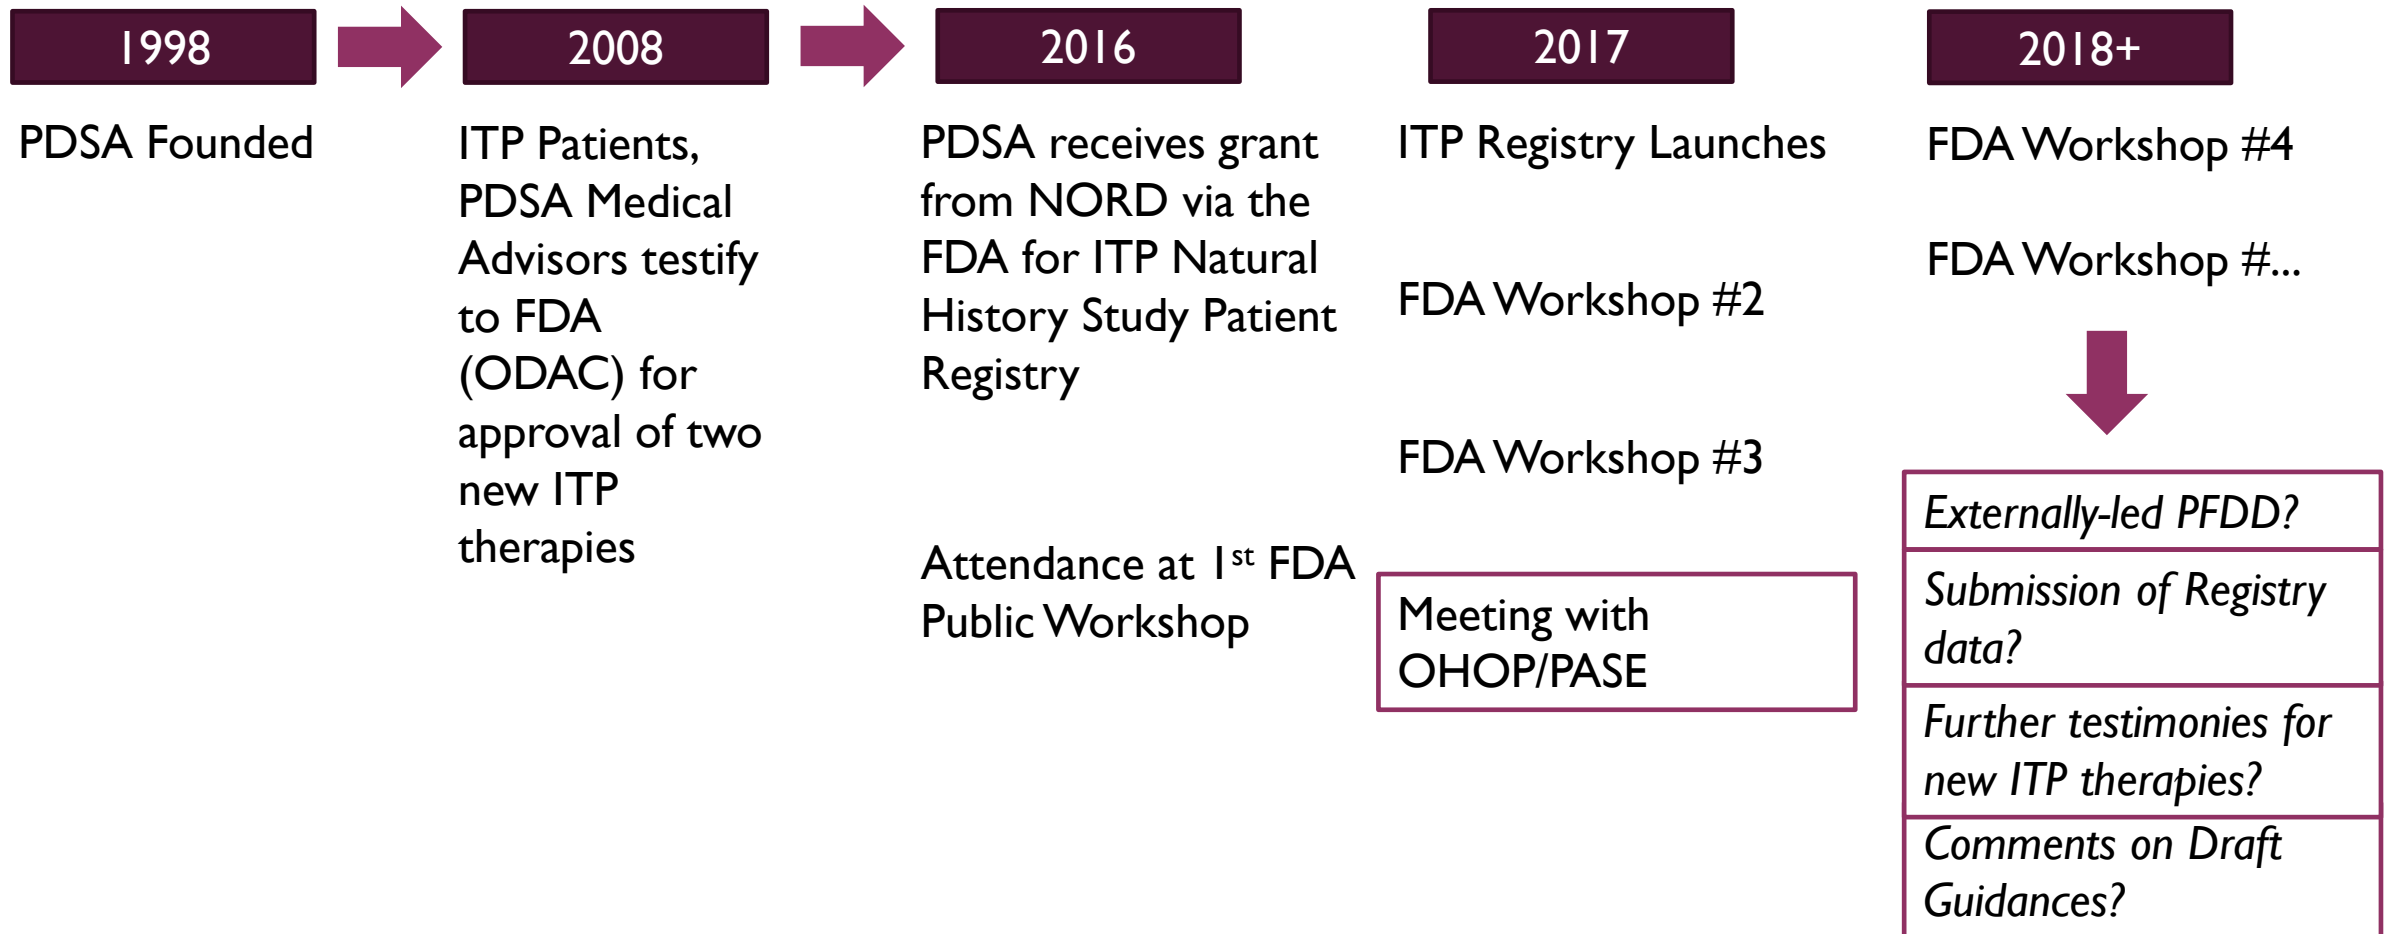 1998
PDSA Founded
2008
ITP Patients,
PDSA Medical
Advisors testify
to FDA
(ODAC) for
approval of two
new ITP
therapies
2016
PDSA receives grant
from NORD via the
FDA for ITP Natural
History Study Patient
Registry
Attendance at 1st FDA
Public Workshop
2017
ITP Registry Launches
FDA Workshop #2
FDA Workshop #3
Meeting with
OHOP/PASE
2018+
FDA Workshop #4
FDA Workshop #...
Externally-led PFDD?
Submission of Registry
data?
Further testimonies for
new ITP therapies?
Comments on Draft
Guidances?